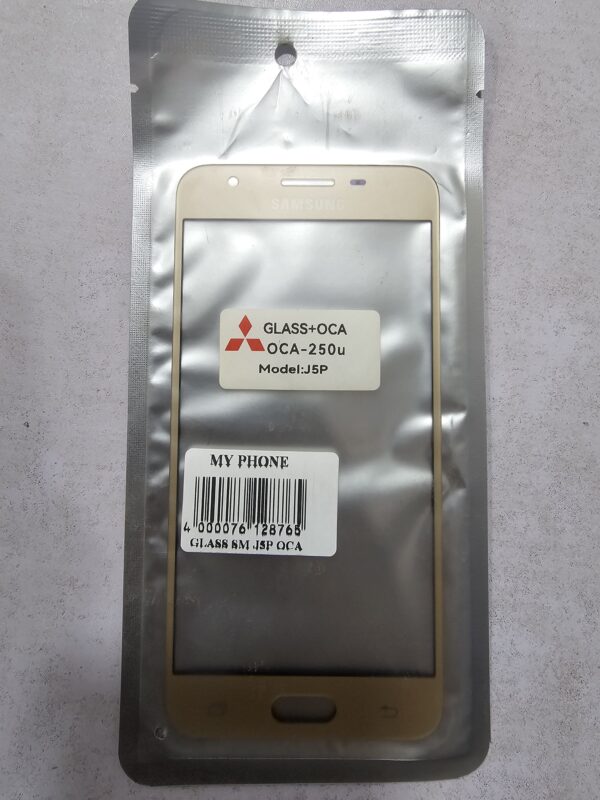 SAMSUNG
GLASS+OCA
OCA-250u
Model:J5P
MY PHONE
4 000076 128765
GLASS SM J5P OCA